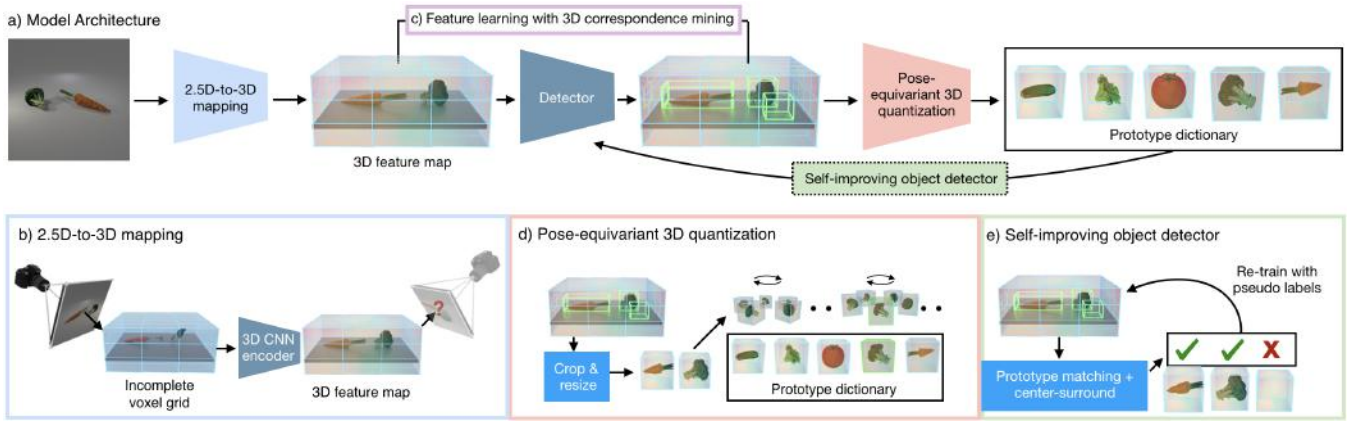 a) Model Architecture
c) Feature learning with 3D correspondence mining
2.5D-to-3D
mapping
3D feature map
Detector
Pose-
equivariant 3D
quantization
Prototype dictionary
Self-improving object detector
b) 2.5D-to-3D mapping
?
Incomplete
voxel grid
3D CNN
encoder
3D feature map
d) Pose-equivariant 3D quantization
Crop &
resize
Prototype dictionary
e) Self-improving object detector
Re-train with
pseudo labels
X
Prototype matching +
center-surround